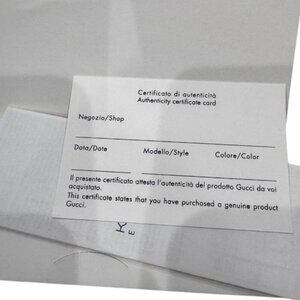 Certificato di autenticità
Authenticity certificate card
Negozio/Shop
Data/Date Modello/Style Colore/Color
Il presente certificato attesta l'autenticità del prodotto Gucci da voi
acquistato.
This certificate states that you have purchased a genuine product
Gucci.